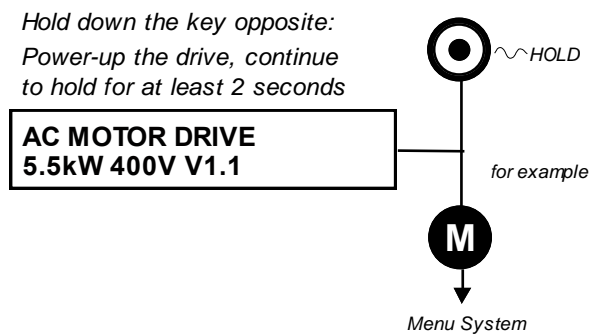 Hold down the key opposite:
Power-up the drive, continue
to hold for at least 2 seconds
HOLD
AC MOTOR DRIVE
5.5kW 400V V1.1
for example
M
Menu System